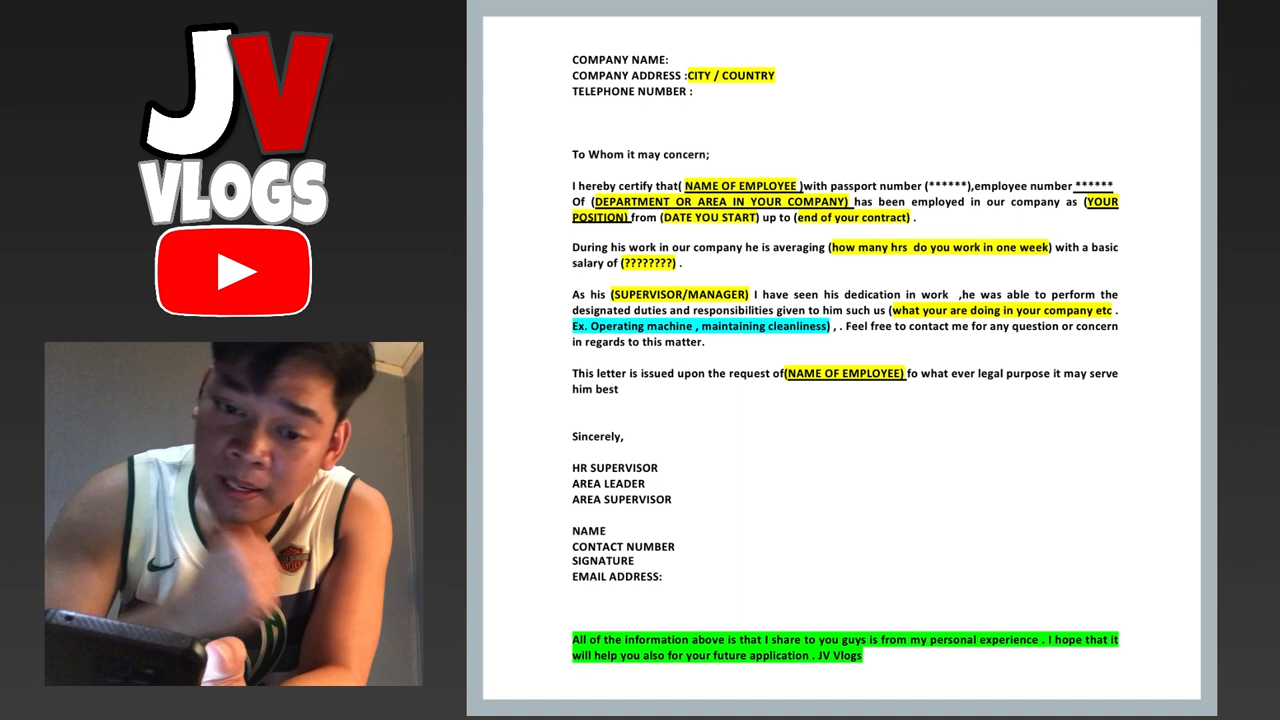 JV
VLOGS
COMPANY NAME:
COMPANY ADDRESS :CITY / COUNTRY
TELEPHONE NUMBER :
To Whom it may concern;
I hereby certify that( NAME OF EMPLOYEE )with passport number (******),employee number ******
Of (DEPARTMENT OR AREA IN YOUR COMPANY) has been employed in our company as (YOUR
POSITION) from (DATE YOU START) up to (end of your contract) .
During his work in our company he is averaging (how many hrs do you work in one week) with a basic
salary of (????????) .
As his (SUPERVISOR/MANAGER) I have seen his dedication in work ,he was able to perform the
designated duties and responsibilities given to him such us (what your are doing in your company etc .
Ex. Operating machine , maintaining cleanliness) , . Feel free to contact me for any question or concern
in regards to this matter.
This letter is issued upon the request of(NAME OF EMPLOYEE) fo what ever legal purpose it may serve
him best
Sincerely,
HR SUPERVISOR
AREA LEADER
AREA SUPERVISOR
NAME
CONTACT NUMBER
SIGNATURE
EMAIL ADDRESS:
All of the information above is that I share to you guys is from my personal experience . I hope that it
will help you also for your future application . JV Vlogs